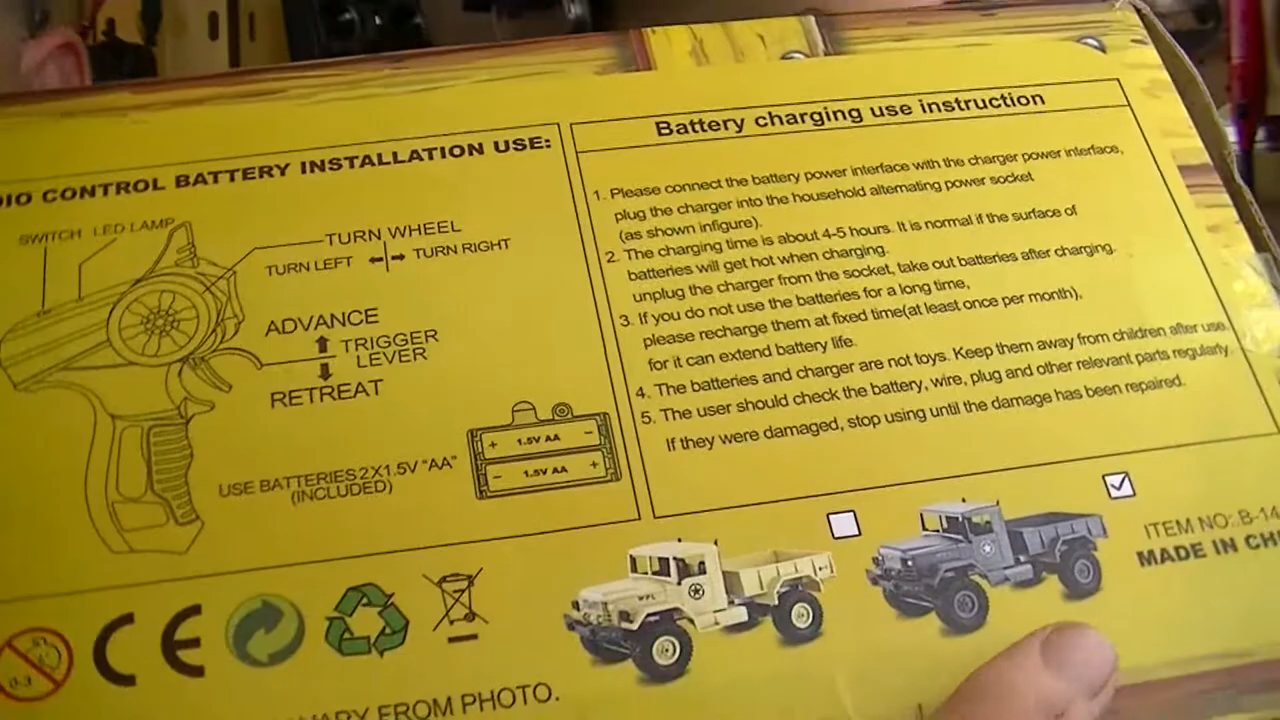 RADIO CONTROL BATTERY INSTALLATION USE:
SWITCH LED LAMP
TURN WHEEL
TURN LEFT TURN RIGHT
ADVANCE
TRIGGER
LEVER
RETREAT
USE BATTERIES 2X1.5V "AA"
(INCLUDED)
+ 1.5V AA -
- 1.5V AA +
Battery charging use instruction
1. Please connect the battery power interface with the charger power interface,
plug the charger into the household alternating power socket
(as shown infigure).
2. The charging time is about 4-5 hours. It is normal if the surface of
batteries will get hot when charging.
unplug the charger from the socket, take out batteries after charging.
3. If you do not use the batteries for a long time,
please recharge them at fixed time(at least once per month),
for it can extend battery life.
4. The batteries and charger are not toys. Keep them away from children after use.
5. The user should check the battery, wire, plug and other relevant parts regularly.
If they were damaged, stop using until the damage has been repaired.
0-3
CE
WPL
ITEM NO:.B-14
MADE IN CHI
VARY FROM PHOTO.